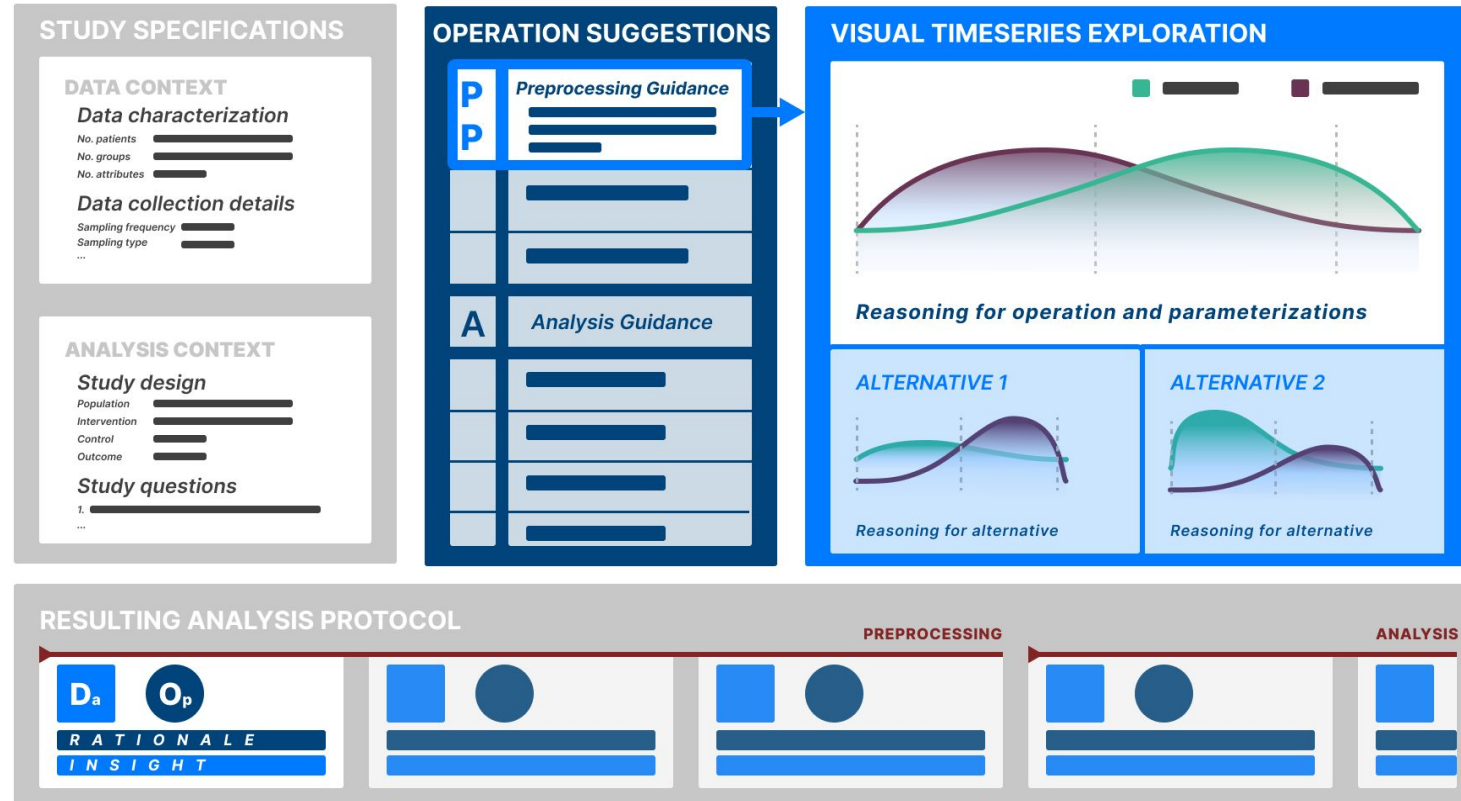 STUDY SPECIFICATIONS
DATA CONTEXT
Data characterization
No. patients
No. groups
No. attributes
Data collection details
Sampling frequency
Sampling type
...
ANALYSIS CONTEXT
Study design
Population
Intervention
Control
Outcome
Study questions
1.
...
OPERATION SUGGESTIONS
P
P
Preprocessing Guidance
A
Analysis Guidance
VISUAL TIMESERIES EXPLORATION
Reasoning for operation and parameterizations
ALTERNATIVE 1
Reasoning for alternative
ALTERNATIVE 2
Reasoning for alternative
RESULTING ANALYSIS PROTOCOL
PREPROCESSING
ANALYSIS
Da
Op
RATIONALE
INSIGHT